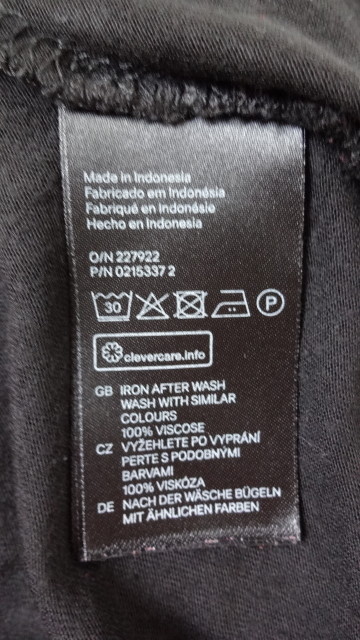 Made in Indonesia
Fabricado em Indonésia
Fabriqué en Indonésie
Hecho en Indonesia
O/N 227922
P/N 0215337 2
30 P
clevercare.info
GB IRON AFTER WASH
WASH WITH SIMILAR
COLOURS
100% VISCOSE
CZ VYŽEHLETE PO VYPRÁNÍ
PERTE S PODOBNÝMI
BARVAMI
100% VISKÓZA
DE NACH DER WÄSCHE BÜGELN
MIT ÄHNLICHEN FARBEN